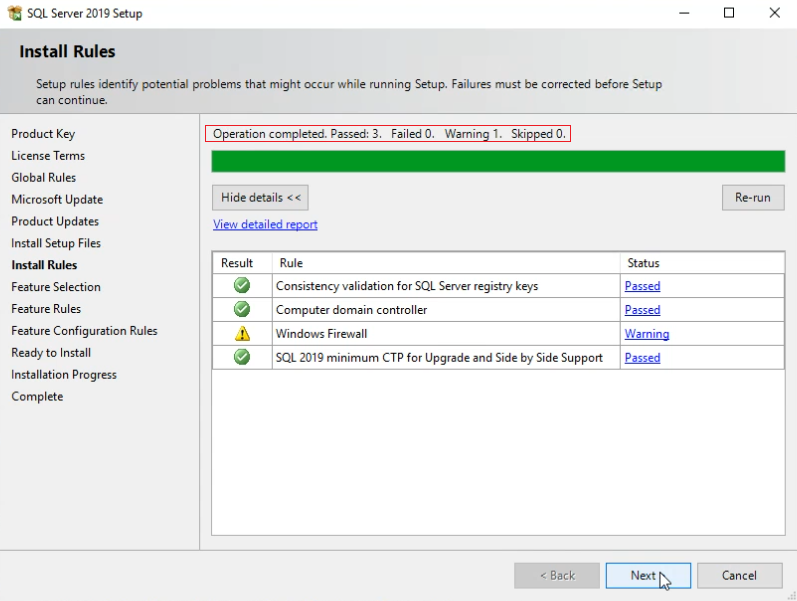 SQL Server 2019 Setup
Install Rules
Setup rules identify potential problems that might occur while running Setup. Failures must be corrected before Setup
can continue.
Product Key
License Terms
Global Rules
Microsoft Update
Product Updates
Install Setup Files
Install Rules
Feature Selection
Feature Rules
Feature Configuration Rules
Ready to Install
Installation Progress
Complete
Operation completed. Passed: 3. Failed 0. Warning 1. Skipped 0.
Hide details <<
Re-run
View detailed report
Result Rule Status
Consistency validation for SQL Server registry keys Passed
Computer domain controller Passed
Windows Firewall Warning
SQL 2019 minimum CTP for Upgrade and Side by Side Support Passed
< Back Next Cancel